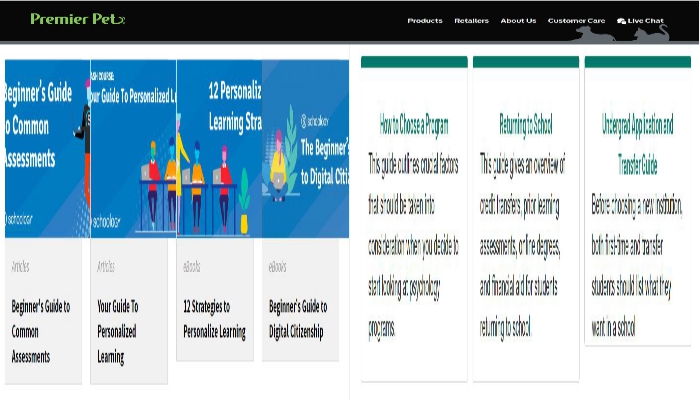 Premier Pet
Products Retailers About Us Customer Care Live Chat
Beginner's Guide
to Common
Assessments
schoology
Articles
Beginner's Guide to
Common
Assessments
ASH COURSE:
our Guide To Personalized L
schoology
Articles
Your Guide To
Personalized
Learning
12 Personaliz
Learning Stra
eBooks
12 Strategies to
Personalize Learning
schoology
The Beginner's
to Digital Citiz
eBooks
Beginner's Guide to
Digital Citizenship
How to Choose a Program
This guide outlines crucial factors
that should be taken into
consideration when you decide to
start looking at psychology
programs.
Returning to School
This guide gives an overview of
credit transfers, prior learning
assessments, online degrees,
and financial aid for students
returning to school.
Undergrad Application and
Transfer Guide
Before choosing a new institution,
both first-time and transfer
students should list what they
want in a school